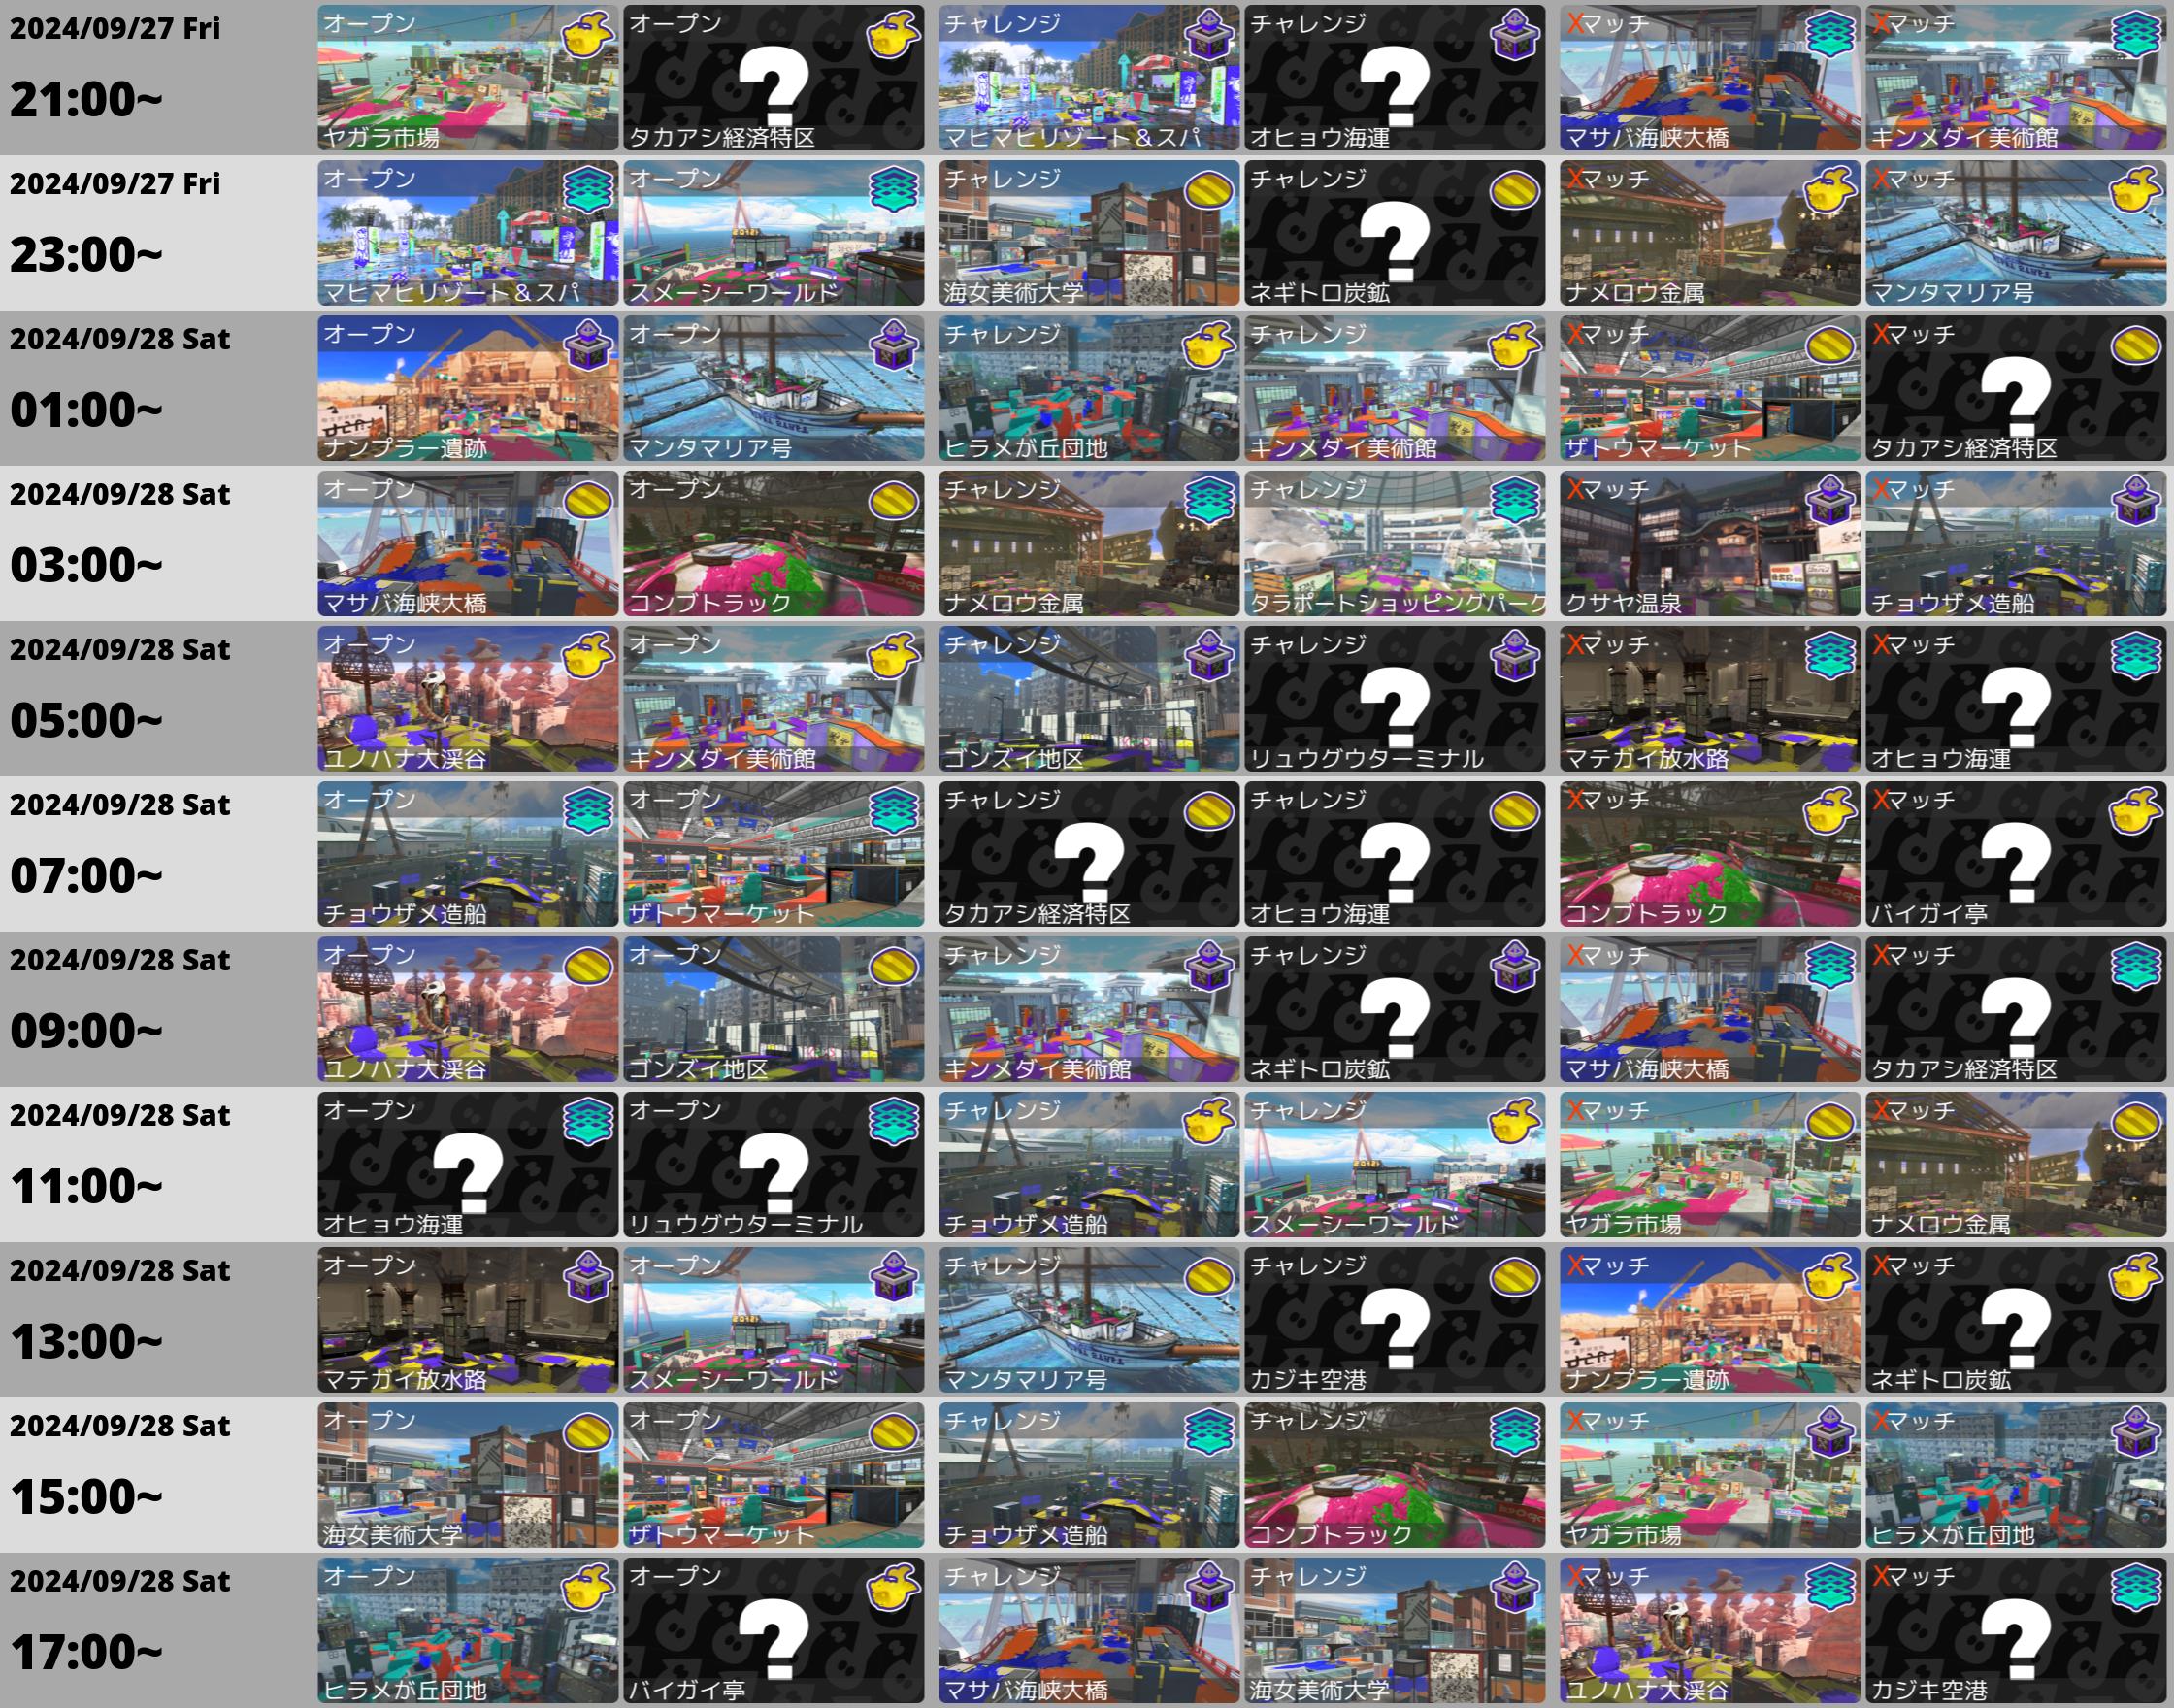 2024/09/27 Fri
21:00~
オープン
ヤガラ市場
オープン
タカアシ経済特区
チャレンジ
マヒマヒリゾート＆スパ
チャレンジ
オヒョウ海運
Xマッチ
マサバ海峡大橋
Xマッチ
キンメダイ美術館
2024/09/27 Fri
23:00~
オープン
マヒマヒリゾート＆スパ
オープン
スメーシーワールド
チャレンジ
海女美術大学
チャレンジ
ネギトロ炭鉱
Xマッチ
ナメロウ金属
Xマッチ
マンタマリア号
2024/09/28 Sat
01:00~
オープン
ナンプラー遺跡
オープン
マンタマリア号
チャレンジ
ヒラメが丘団地
チャレンジ
キンメダイ美術館
Xマッチ
ザトウマーケット
Xマッチ
タカアシ経済特区
2024/09/28 Sat
03:00~
オープン
マサバ海峡大橋
オープン
コンブトラック
チャレンジ
ナメロウ金属
チャレンジ
タラポートショッピングパーク
Xマッチ
クサヤ温泉
Xマッチ
チョウザメ造船
2024/09/28 Sat
05:00~
オープン
ユノハナ大渓谷
オープン
キンメダイ美術館
チャレンジ
ゴンズイ地区
チャレンジ
リュウグウターミナル
Xマッチ
マテガイ放水路
Xマッチ
オヒョウ海運
2024/09/28 Sat
07:00~
オープン
チョウザメ造船
オープン
ザトウマーケット
チャレンジ
タカアシ経済特区
チャレンジ
オヒョウ海運
Xマッチ
コンブトラック
Xマッチ
バイガイ亭
2024/09/28 Sat
09:00~
オープン
ユノハナ大渓谷
オープン
ゴンズイ地区
チャレンジ
キンメダイ美術館
チャレンジ
ネギトロ炭鉱
Xマッチ
マサバ海峡大橋
Xマッチ
タカアシ経済特区
2024/09/28 Sat
11:00~
オープン
オヒョウ海運
オープン
リュウグウターミナル
チャレンジ
チョウザメ造船
チャレンジ
スメーシーワールド
Xマッチ
ヤガラ市場
Xマッチ
ナメロウ金属
2024/09/28 Sat
13:00~
オープン
マテガイ放水路
オープン
スメーシーワールド
チャレンジ
マンタマリア号
チャレンジ
カジキ空港
Xマッチ
ナンプラー遺跡
Xマッチ
ネギトロ炭鉱
2024/09/28 Sat
15:00~
オープン
海女美術大学
オープン
ザトウマーケット
チャレンジ
チョウザメ造船
チャレンジ
コンブトラック
Xマッチ
ヤガラ市場
Xマッチ
ヒラメが丘団地
2024/09/28 Sat
17:00~
オープン
ヒラメが丘団地
オープン
バイガイ亭
チャレンジ
マサバ海峡大橋
チャレンジ
海女美術大学
Xマッチ
ユノハナ大渓谷
Xマッチ
カジキ空港